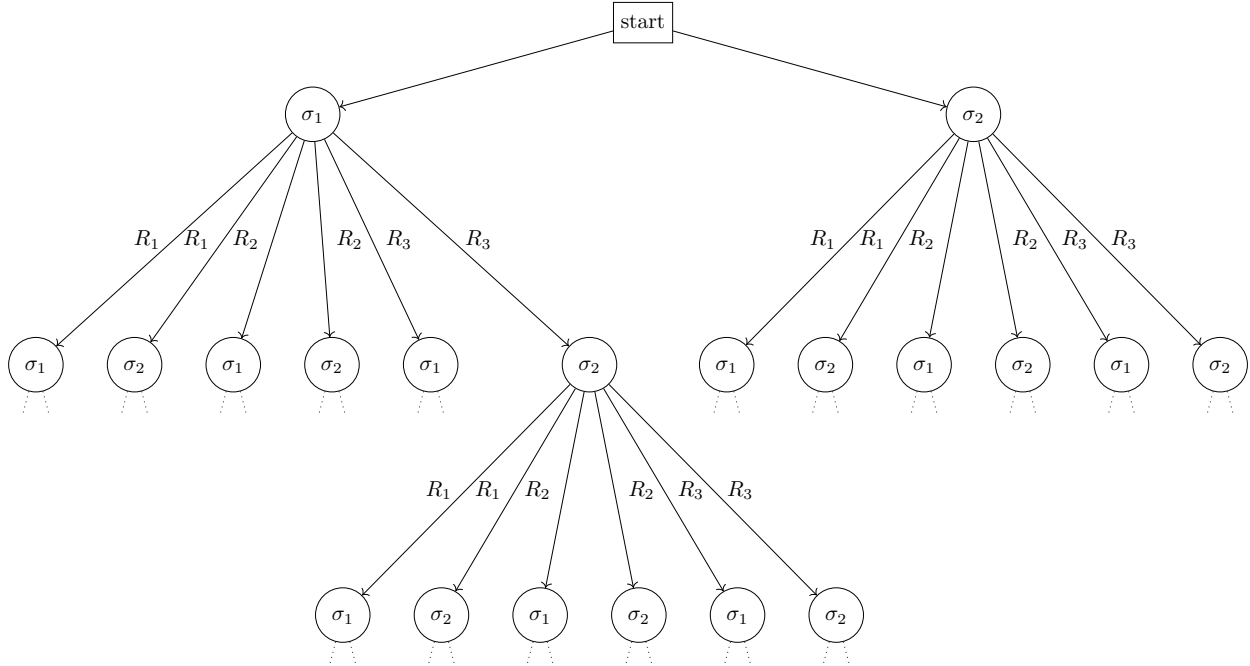 start
σ₁ σ₂
R₁ R₁ R₂ R₂ R₃ R₃ R₁ R₁ R₂ R₂ R₃ R₃
σ₁ σ₂ σ₁ σ₂ σ₁ σ₂ σ₁ σ₂ σ₁ σ₂ σ₁ σ₂
R₁ R₁ R₂ R₂ R₃ R₃
σ₁ σ₂ σ₁ σ₂ σ₁ σ₂